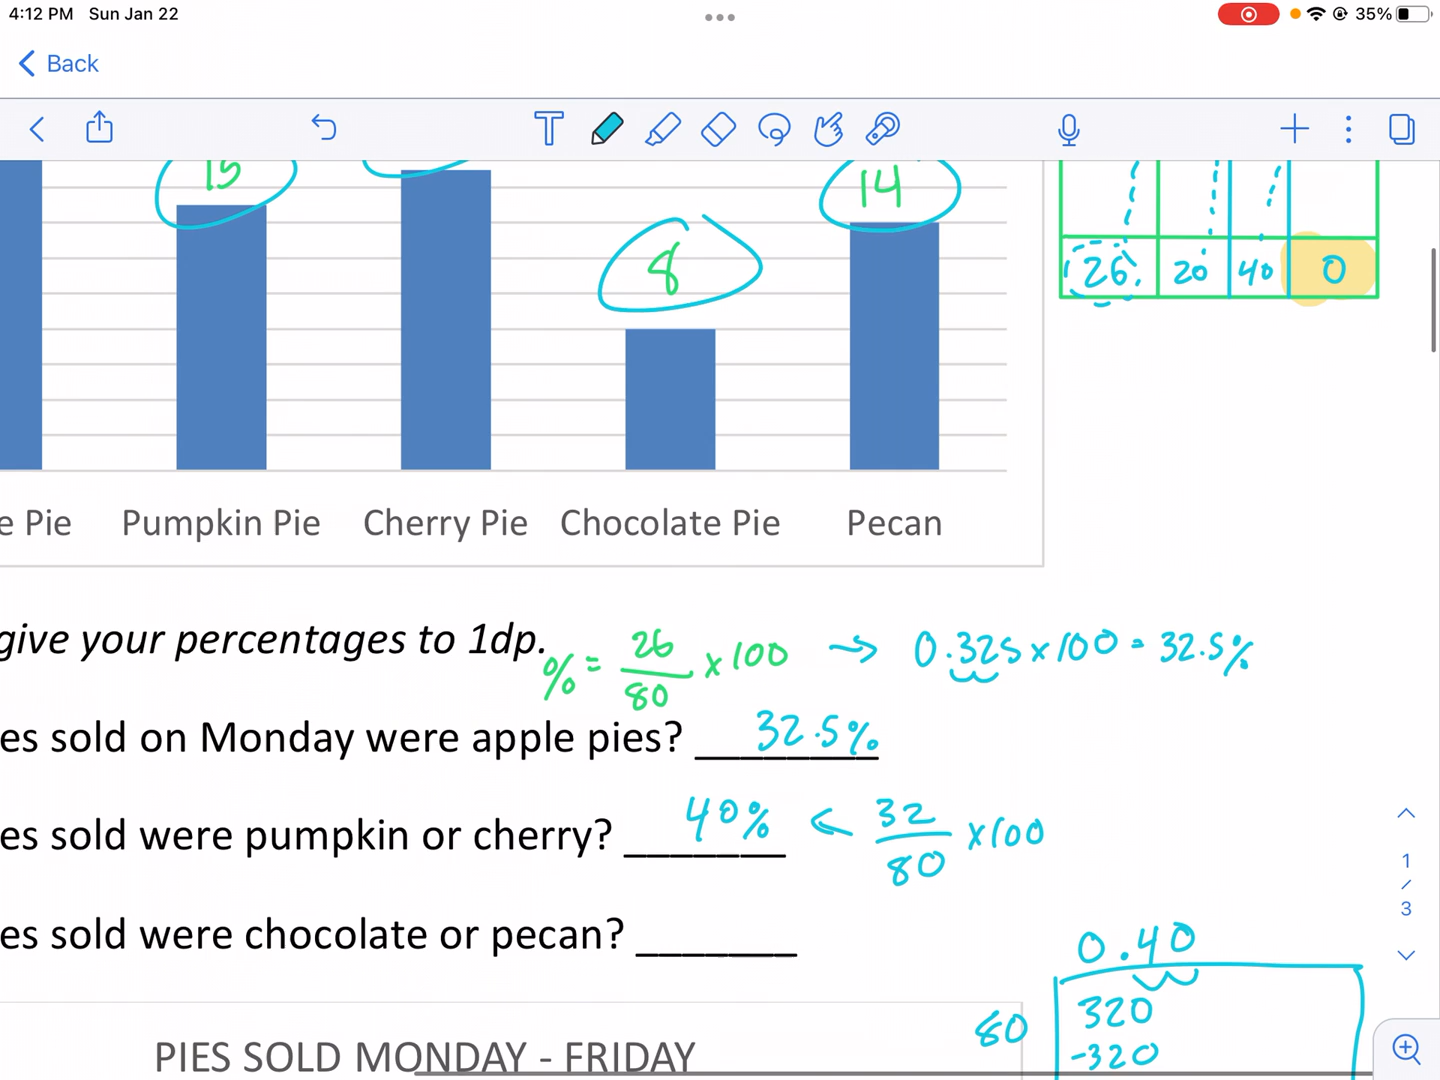 4:12 PM Sun Jan 22
35%
Back
T
15
14
8
26. 20 40 0
e Pie Pumpkin Pie Cherry Pie Chocolate Pie Pecan
give your percentages to 1dp.
% = 26/80 x 100 → 0.325 x 100 = 32.5%
es sold on Monday were apple pies? 32.5%
es sold were pumpkin or cherry? 40% ← 32/80 x 100
1
/
3
es sold were chocolate or pecan?
0.40
80 320
-320
PIES SOLD MONDAY - FRIDAY